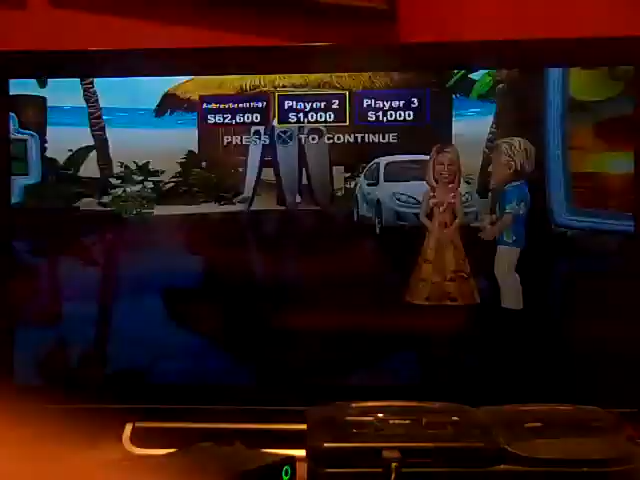 Player 2
Player 3
$62,600
$1,000
$1,000
PRESS X TO CONTINUE